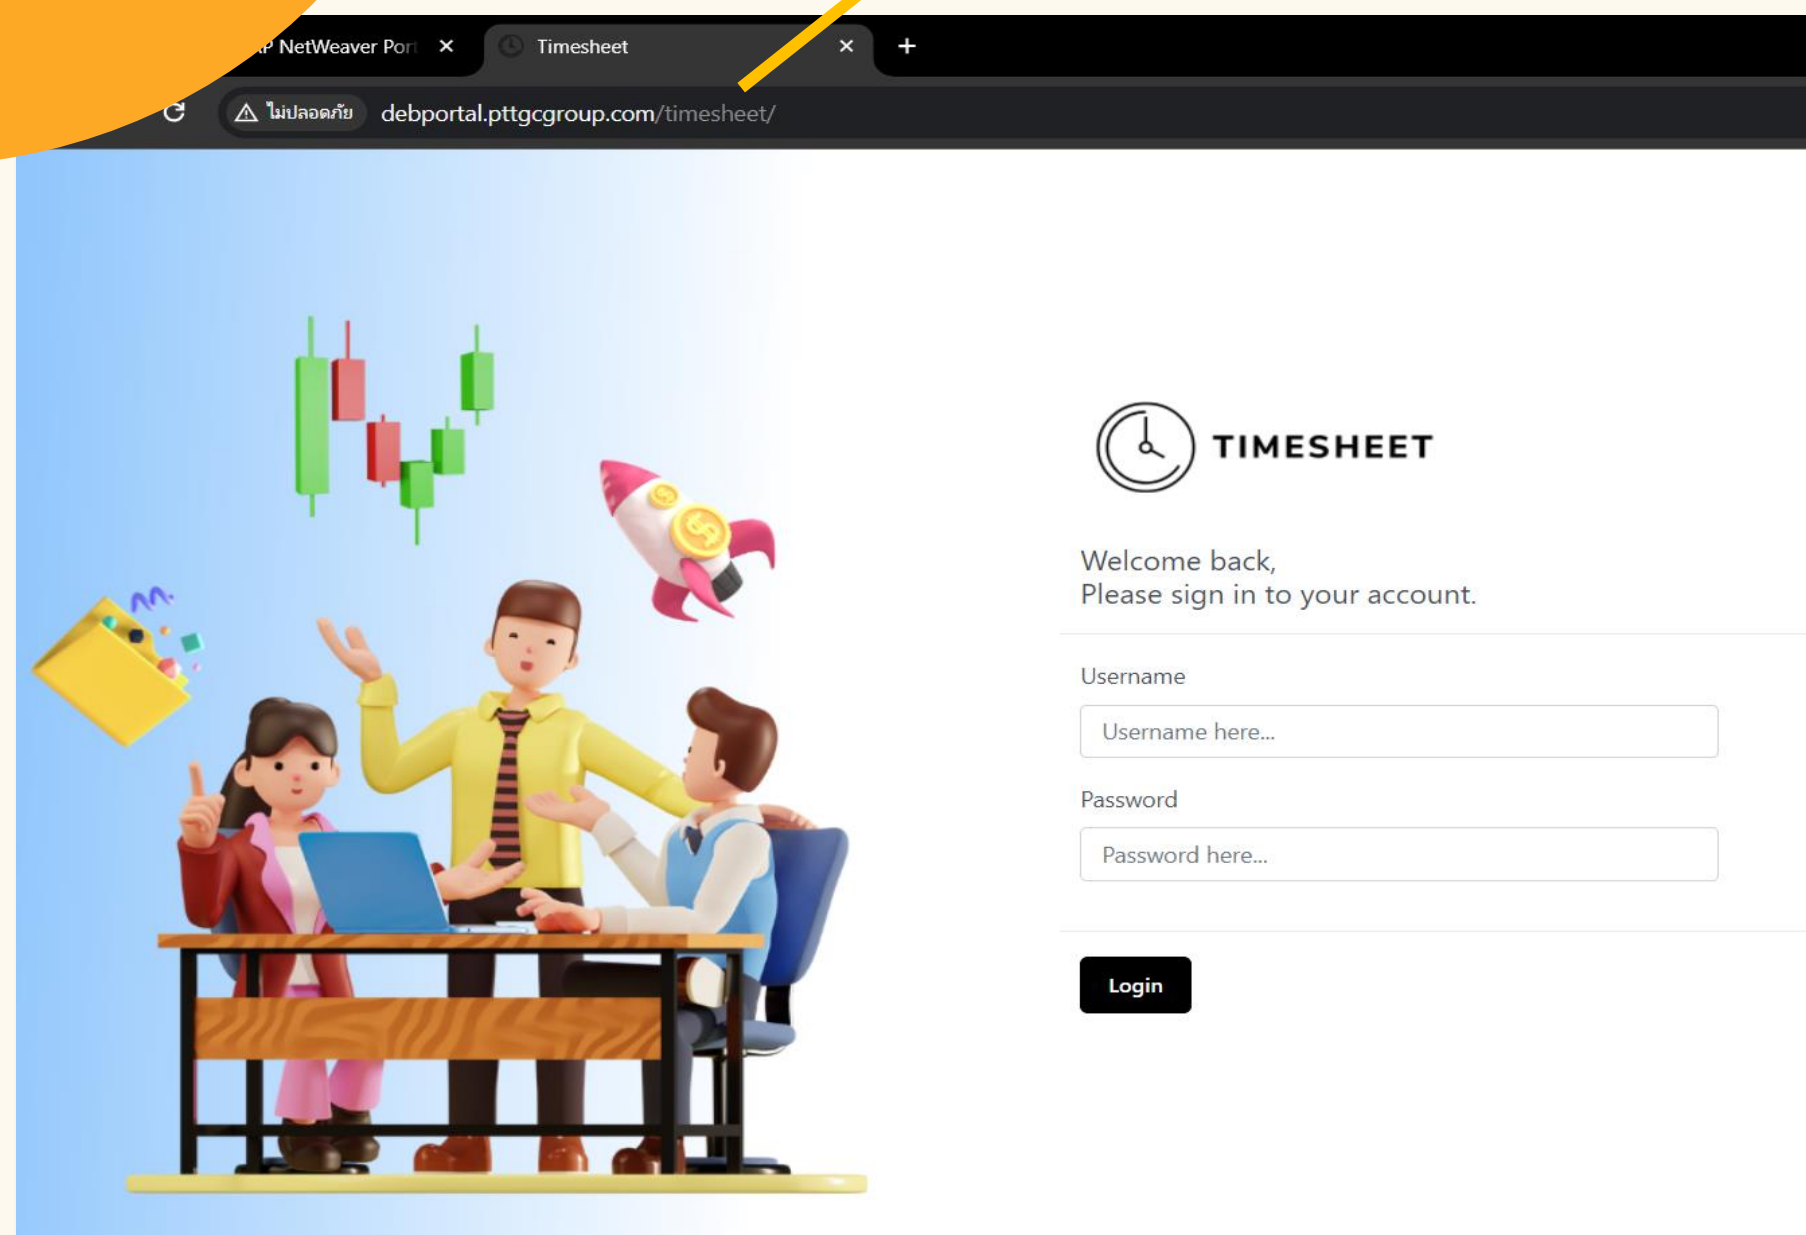 NetWeaver Port
Timesheet
ไม่ปลอดภัย debportal.pttgcgroup.com/timesheet/
TIMESHEET
Welcome back,
Please sign in to your account.
Username
Username here...
Password
Password here...
Login